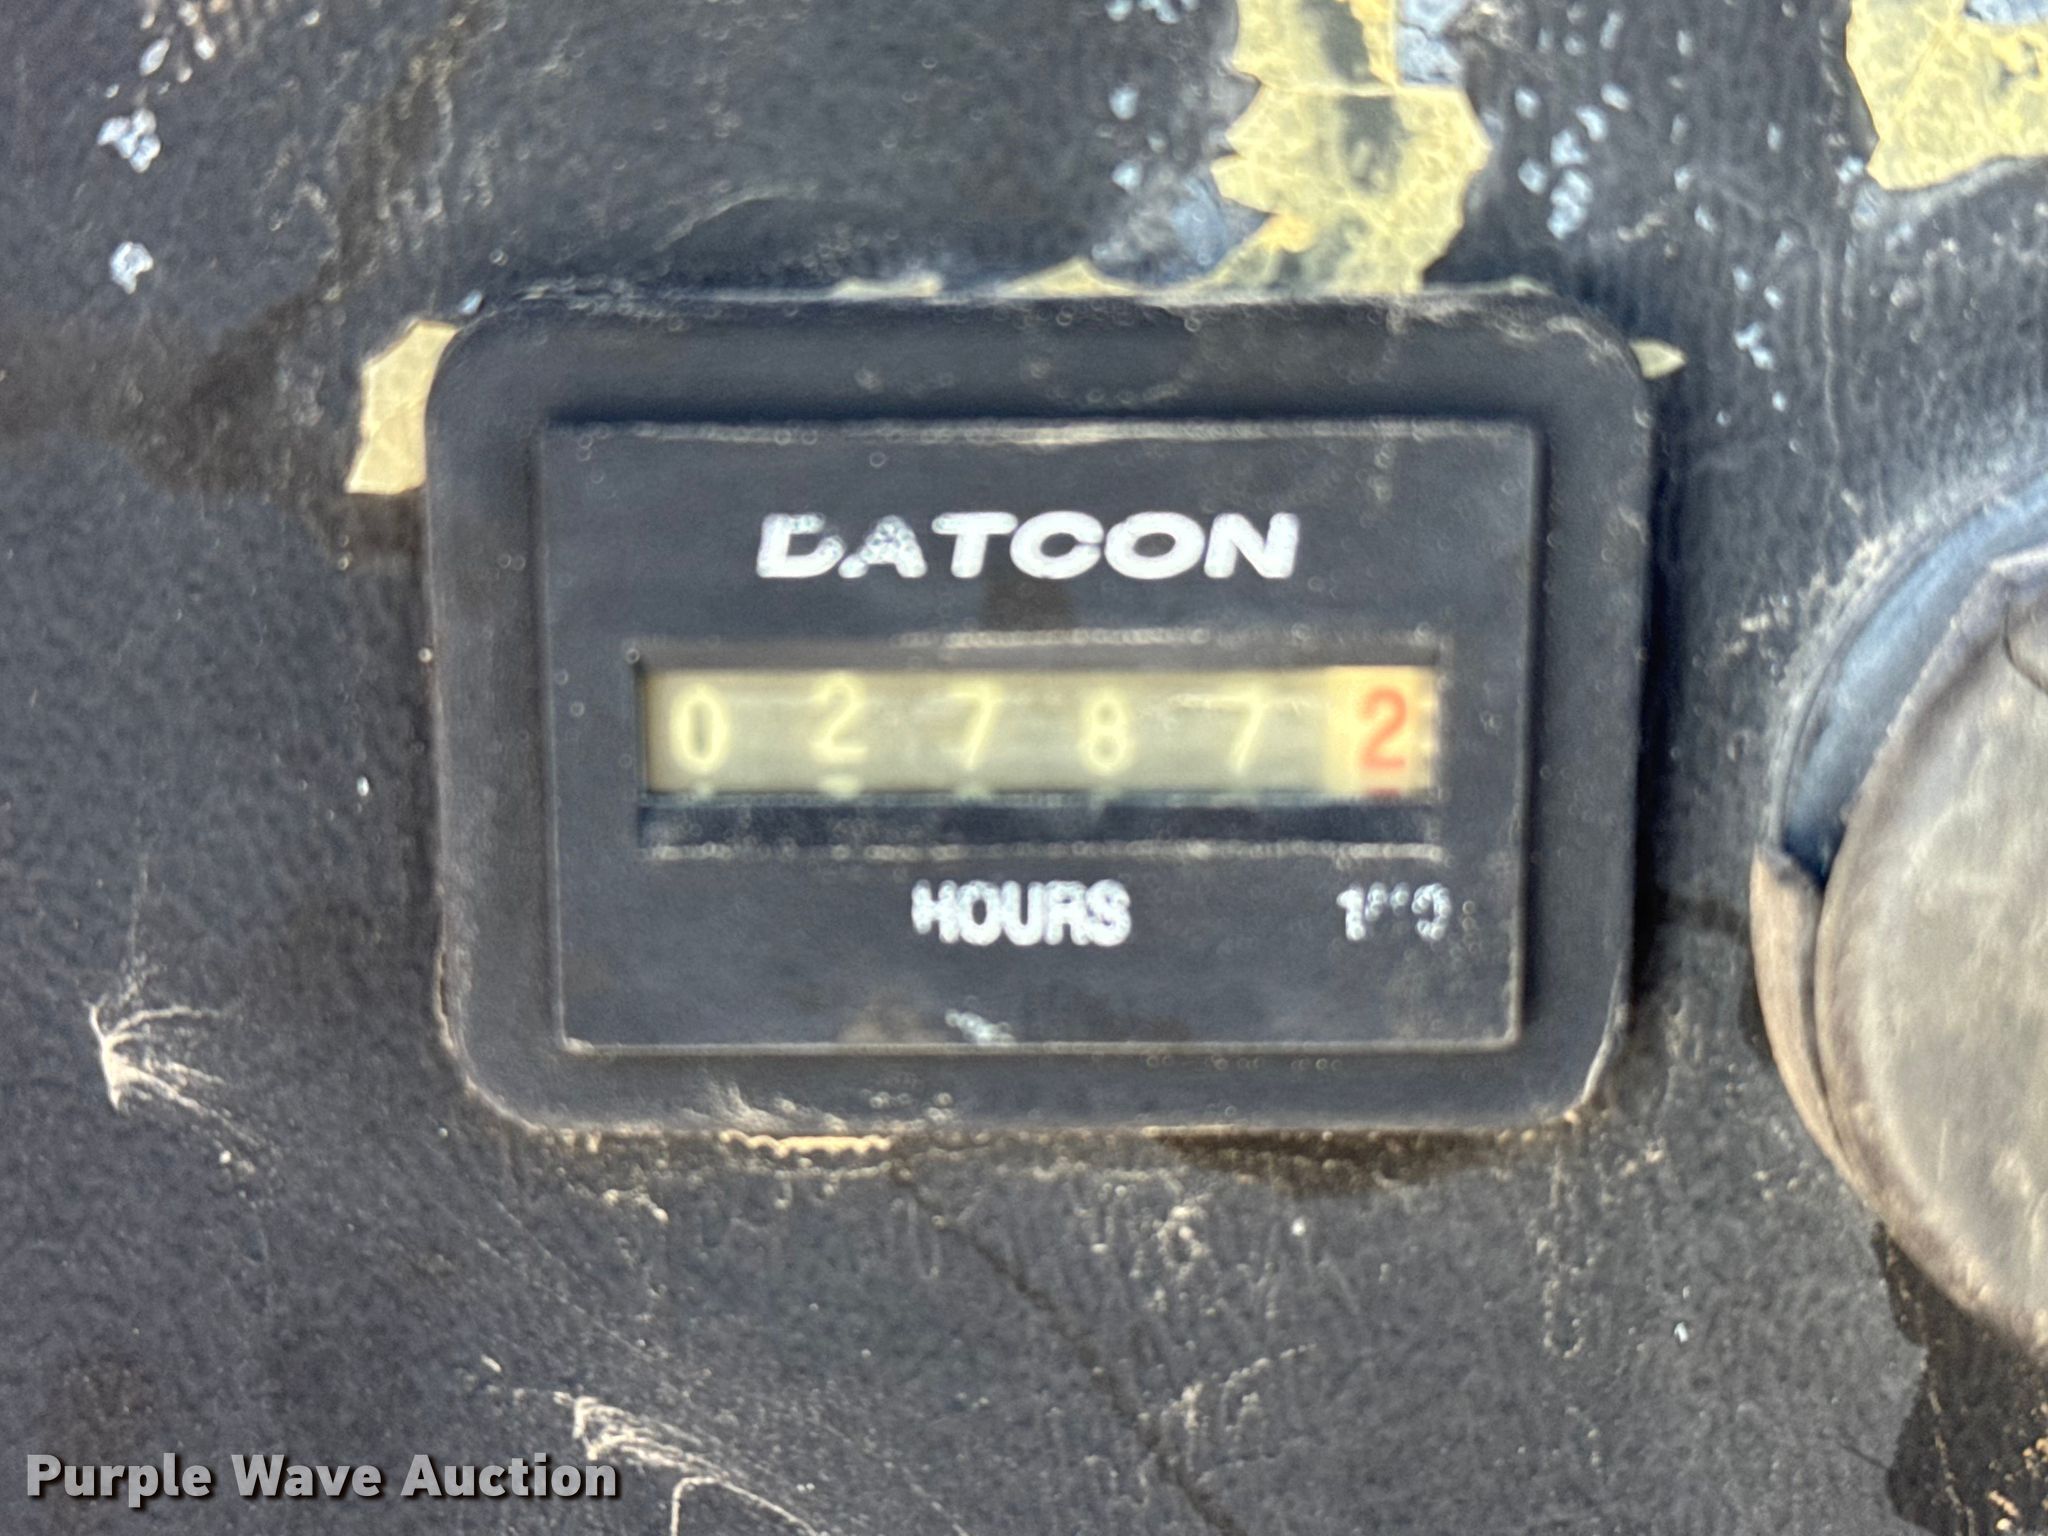 DATCON
027872
HOURS
Purple Wave Auction